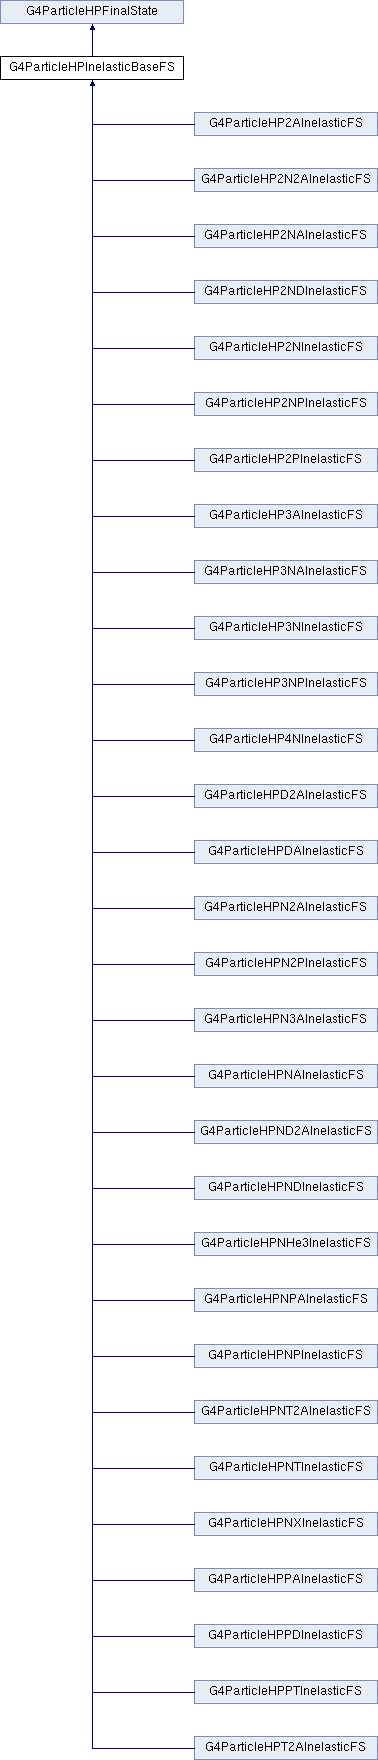 G4ParticleHPFinalState
G4ParticleHPInelasticBaseFS
G4ParticleHP2AInelasticFS
G4ParticleHP2N2AInelasticFS
G4ParticleHP2NAInelasticFS
G4ParticleHP2NDInelasticFS
G4ParticleHP2NInelasticFS
G4ParticleHP2NPInelasticFS
G4ParticleHP2PInelasticFS
G4ParticleHP3AInelasticFS
G4ParticleHP3NAInelasticFS
G4ParticleHP3NInelasticFS
G4ParticleHP3NPInelasticFS
G4ParticleHP4NInelasticFS
G4ParticleHPD2AInelasticFS
G4ParticleHPDAInelasticFS
G4ParticleHPN2AInelasticFS
G4ParticleHPN2PInelasticFS
G4ParticleHPN3AInelasticFS
G4ParticleHPNAInelasticFS
G4ParticleHPND2AInelasticFS
G4ParticleHPNDInelasticFS
G4ParticleHPNHe3InelasticFS
G4ParticleHPNPAInelasticFS
G4ParticleHPNPInelasticFS
G4ParticleHPNT2AInelasticFS
G4ParticleHPNTInelasticFS
G4ParticleHPNXInelasticFS
G4ParticleHPPAInelasticFS
G4ParticleHPPDInelasticFS
G4ParticleHPPTInelasticFS
G4ParticleHPT2AInelasticFS